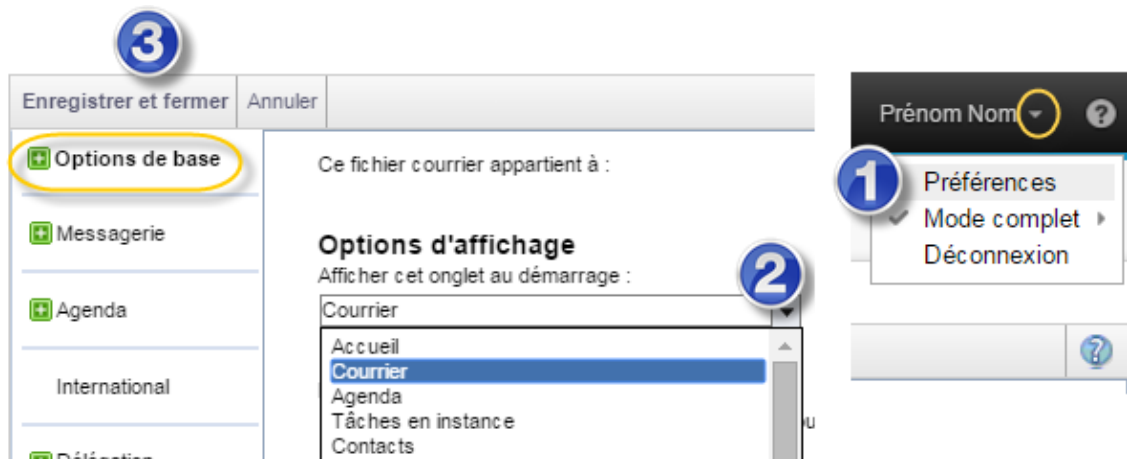 3
Enregistrer et fermer
Annuler
Options de base
Messagerie
Agenda
International
Ce fichier courrier appartient à :
Options d'affichage
Afficher cet onglet au démarrage :
2
Courrier
Accueil
Courrier
Agenda
Tâches en instance
Contacts
Prénom Nom
?
1
Préférences
Mode complet
Déconnexion
?